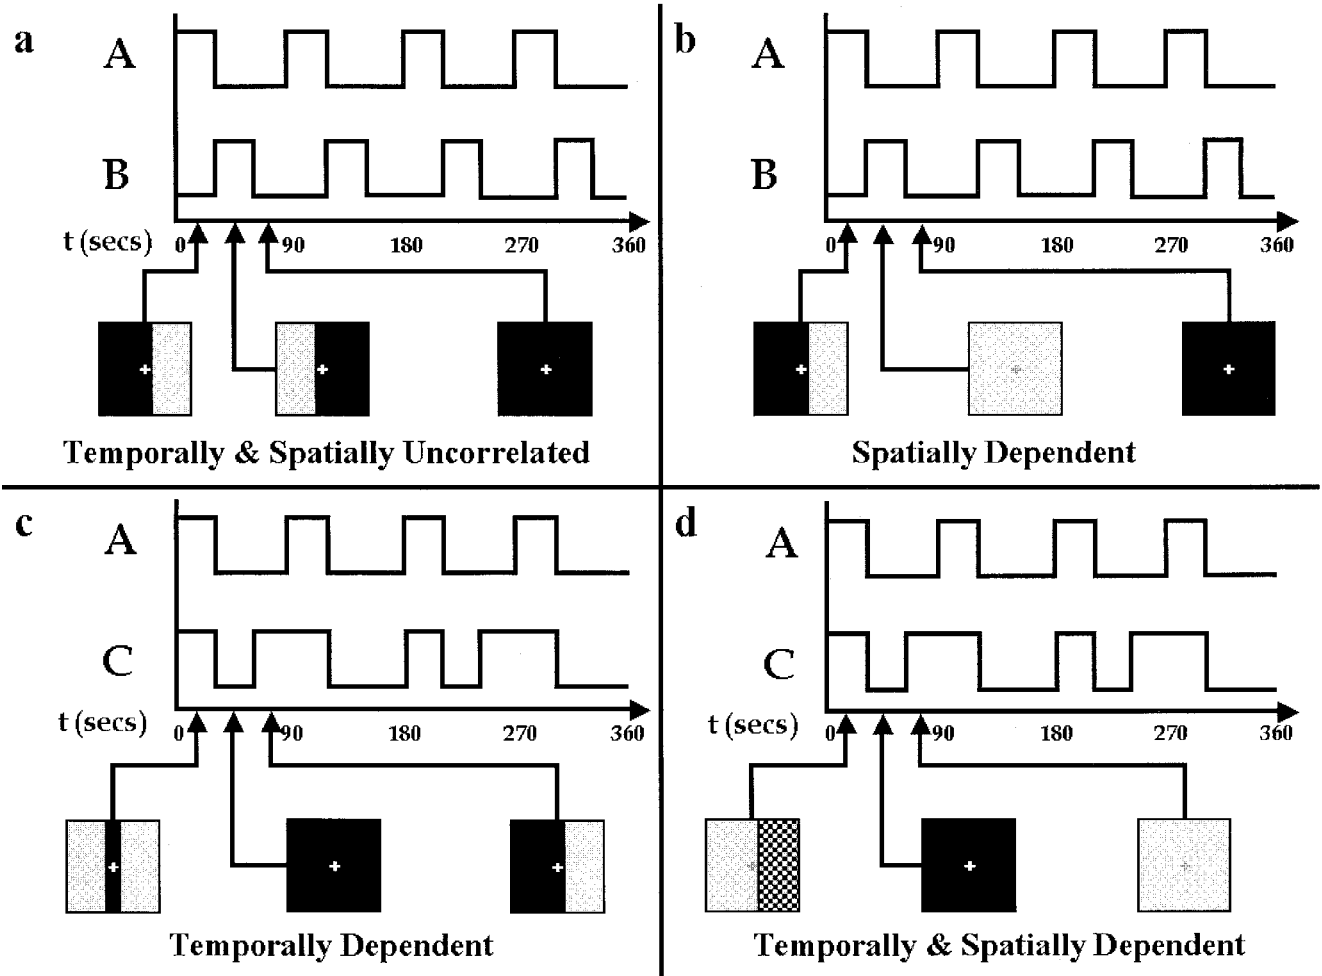 a
A
B
t (secs) 0 90 180 270 360
Temporally & Spatially Uncorrelated
b
A
B
0 90 180 270 360
Spatially Dependent
c
A
C
t (secs) 0 90 180 270 360
Temporally Dependent
d
A
C
t (secs) 0 90 180 270 360
Temporally & Spatially Dependent